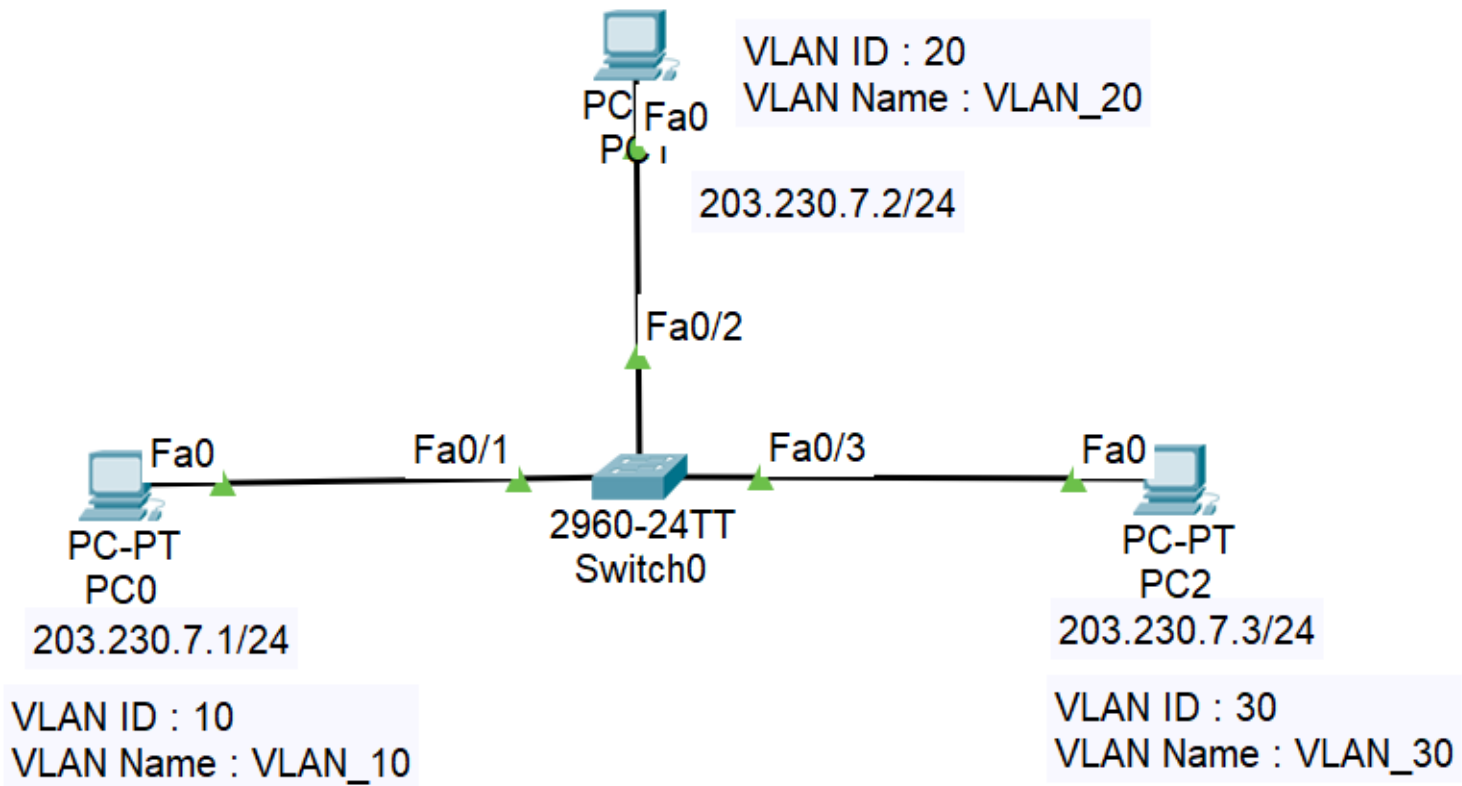 VLAN ID : 20
VLAN Name : VLAN_20
PC
Fa0
203.230.7.2/24
Fa0/2
Fa0
Fa0/1
Fa0/3
Fa0
2960-24TT
Switch0
PC-PT
PC0
203.230.7.1/24
PC-PT
PC2
203.230.7.3/24
VLAN ID : 10
VLAN Name : VLAN_10
VLAN ID : 30
VLAN Name : VLAN_30